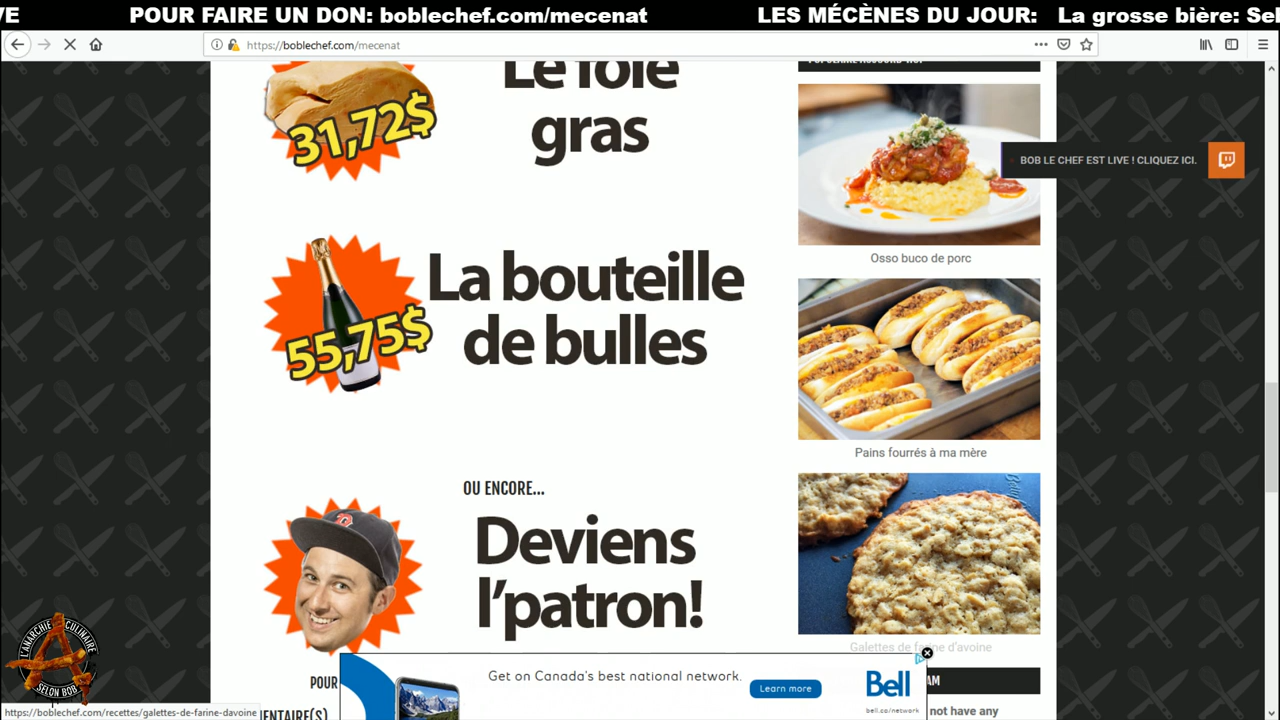 VE POUR FAIRE UN DON: boblechef.com/mecenat LES MÉCÈNES DU JOUR: La grosse bière: Sel
https://boblechef.com/mecenat
Le foie
gras
31,72$
BOB LE CHEF EST LIVE ! CLIQUEZ ICI.
Osso buco de porc
La bouteille
de bulles
55,75$
Pains fourrés à ma mère
OU ENCORE...
Deviens
l'patron!
Galettes de farine d'avoine
L'ANARCHIE CULINAIRE
SELON BOB
POUR
Get on Canada's best national network.
Learn more
Bell
bell.ca/network
AM
not have any
https://boblechef.com/recettes/galettes-de-farine-davoine
ENTAIRE(S)